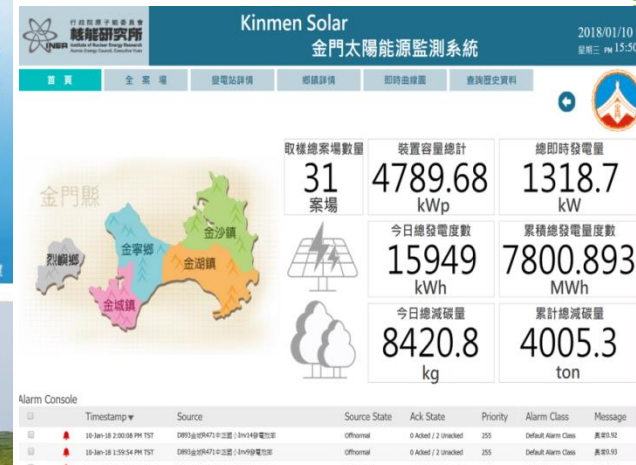 行政院原子能委員會
核能研究所
INER
Institute of Nuclear Energy Research
Atomic Energy Council, Executive Yuan
Kinmen Solar
金門太陽能源監測系統
2018/01/10
星期三 PM 15:50
首 頁
全 案 場
變電站詳情
鄉鎮詳情
即時曲線圖
查詢歷史資料
金門縣
烈嶼鄉
金寧鄉
金沙鎮
金湖鎮
金城鎮
取樣總案場數量
31
案場
裝置容量總計
4789.68
kWp
總即時發電量
1318.7
kW
今日總發電度數
15949
kWh
累積總發電量度數
7800.893
MWh
今日總減碳量
8420.8
kg
累計總減碳量
4005.3
ton
Alarm Console
Timestamp Source Source State Ack State Priority Alarm Class Message
10-Jan-18 2:00:08 PM TST Offnormal 0 Acked / 2 Unacked 255 Default Alarm Class
10-Jan-18 1:59:54 PM TST Offnormal 0 Acked / 2 Unacked 255 Default Alarm Class